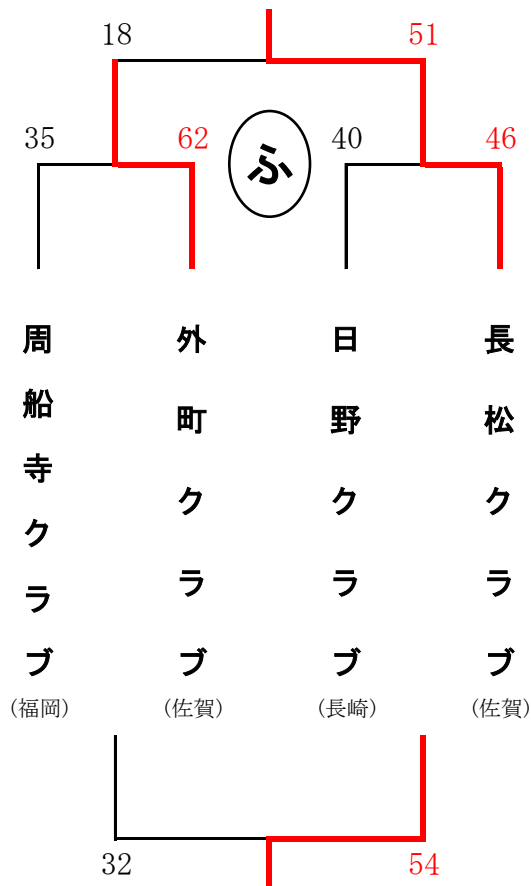 18 51
35 62 40 46
ふ
周船寺クラブ
(福岡)
外町クラブ
(佐賀)
日野クラブ
(長崎)
長松クラブ
(佐賀)
32 54